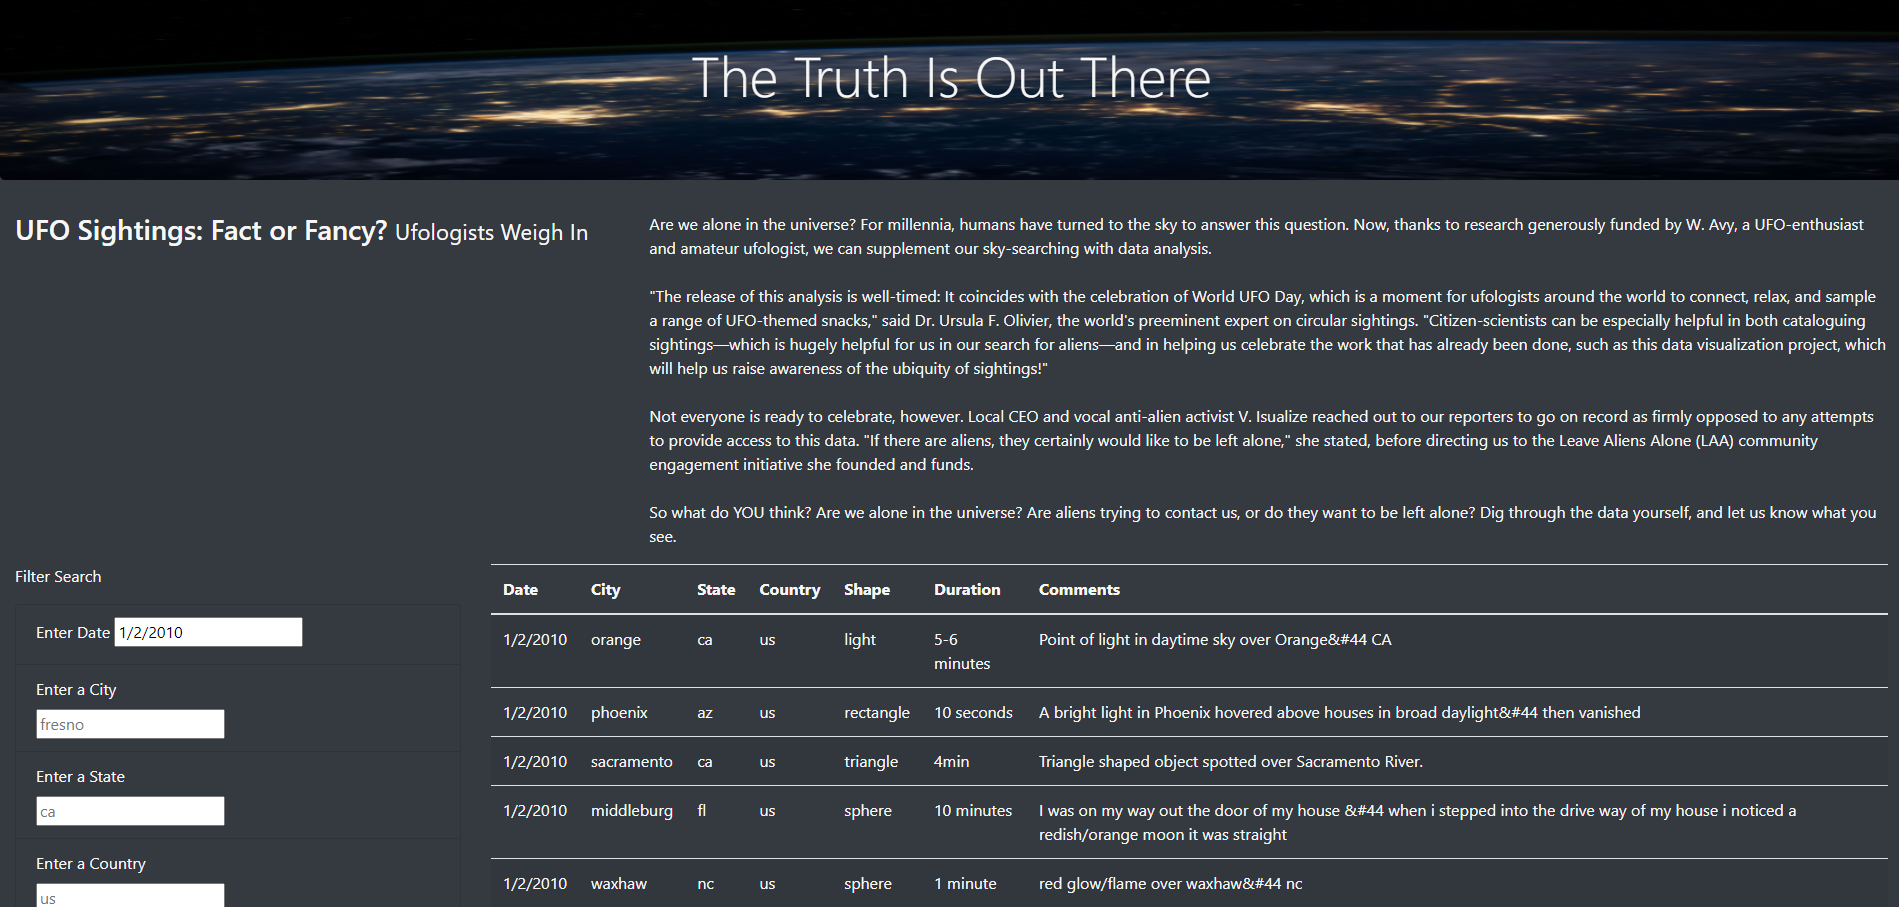 The Truth Is Out There
UFO Sightings: Fact or Fancy? Ufologists Weigh In
Are we alone in the universe? For millennia, humans have turned to the sky to answer this question. Now, thanks to research generously funded by W. Avy, a UFO-enthusiast
and amateur ufologist, we can supplement our sky-searching with data analysis.
"The release of this analysis is well-timed: It coincides with the celebration of World UFO Day, which is a moment for ufologists around the world to connect, relax, and sample
a range of UFO-themed snacks," said Dr. Ursula F. Olivier, the world's preeminent expert on circular sightings. "Citizen-scientists can be especially helpful in both cataloguing
sightings—which is hugely helpful for us in our search for aliens—and in helping us celebrate the work that has already been done, such as this data visualization project, which
will help us raise awareness of the ubiquity of sightings!"
Not everyone is ready to celebrate, however. Local CEO and vocal anti-alien activist V. Isualize reached out to our reporters to go on record as firmly opposed to any attempts
to provide access to this data. "If there are aliens, they certainly would like to be left alone," she stated, before directing us to the Leave Aliens Alone (LAA) community
engagement initiative she founded and funds.
So what do YOU think? Are we alone in the universe? Are aliens trying to contact us, or do they want to be left alone? Dig through the data yourself, and let us know what you
see.
Filter Search
Enter Date 1/2/2010
Enter a City
fresno
Enter a State
ca
Enter a Country
us
Date City State Country Shape Duration Comments
1/2/2010 orange ca us light 5-6 minutes Point of light in daytime sky over Orange&#44 CA
1/2/2010 phoenix az us rectangle 10 seconds A bright light in Phoenix hovered above houses in broad daylight&#44 then vanished
1/2/2010 sacramento ca us triangle 4min Triangle shaped object spotted over Sacramento River.
1/2/2010 middleburg fl us sphere 10 minutes I was on my way out the door of my house &#44 when i stepped into the drive way of my house i noticed a
redish/orange moon it was straight
1/2/2010 waxhaw nc us sphere 1 minute red glow/flame over waxhaw&#44 nc